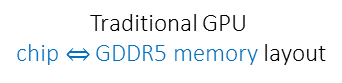 Traditional GPU
chip ⇔ GDDR5 memory layout